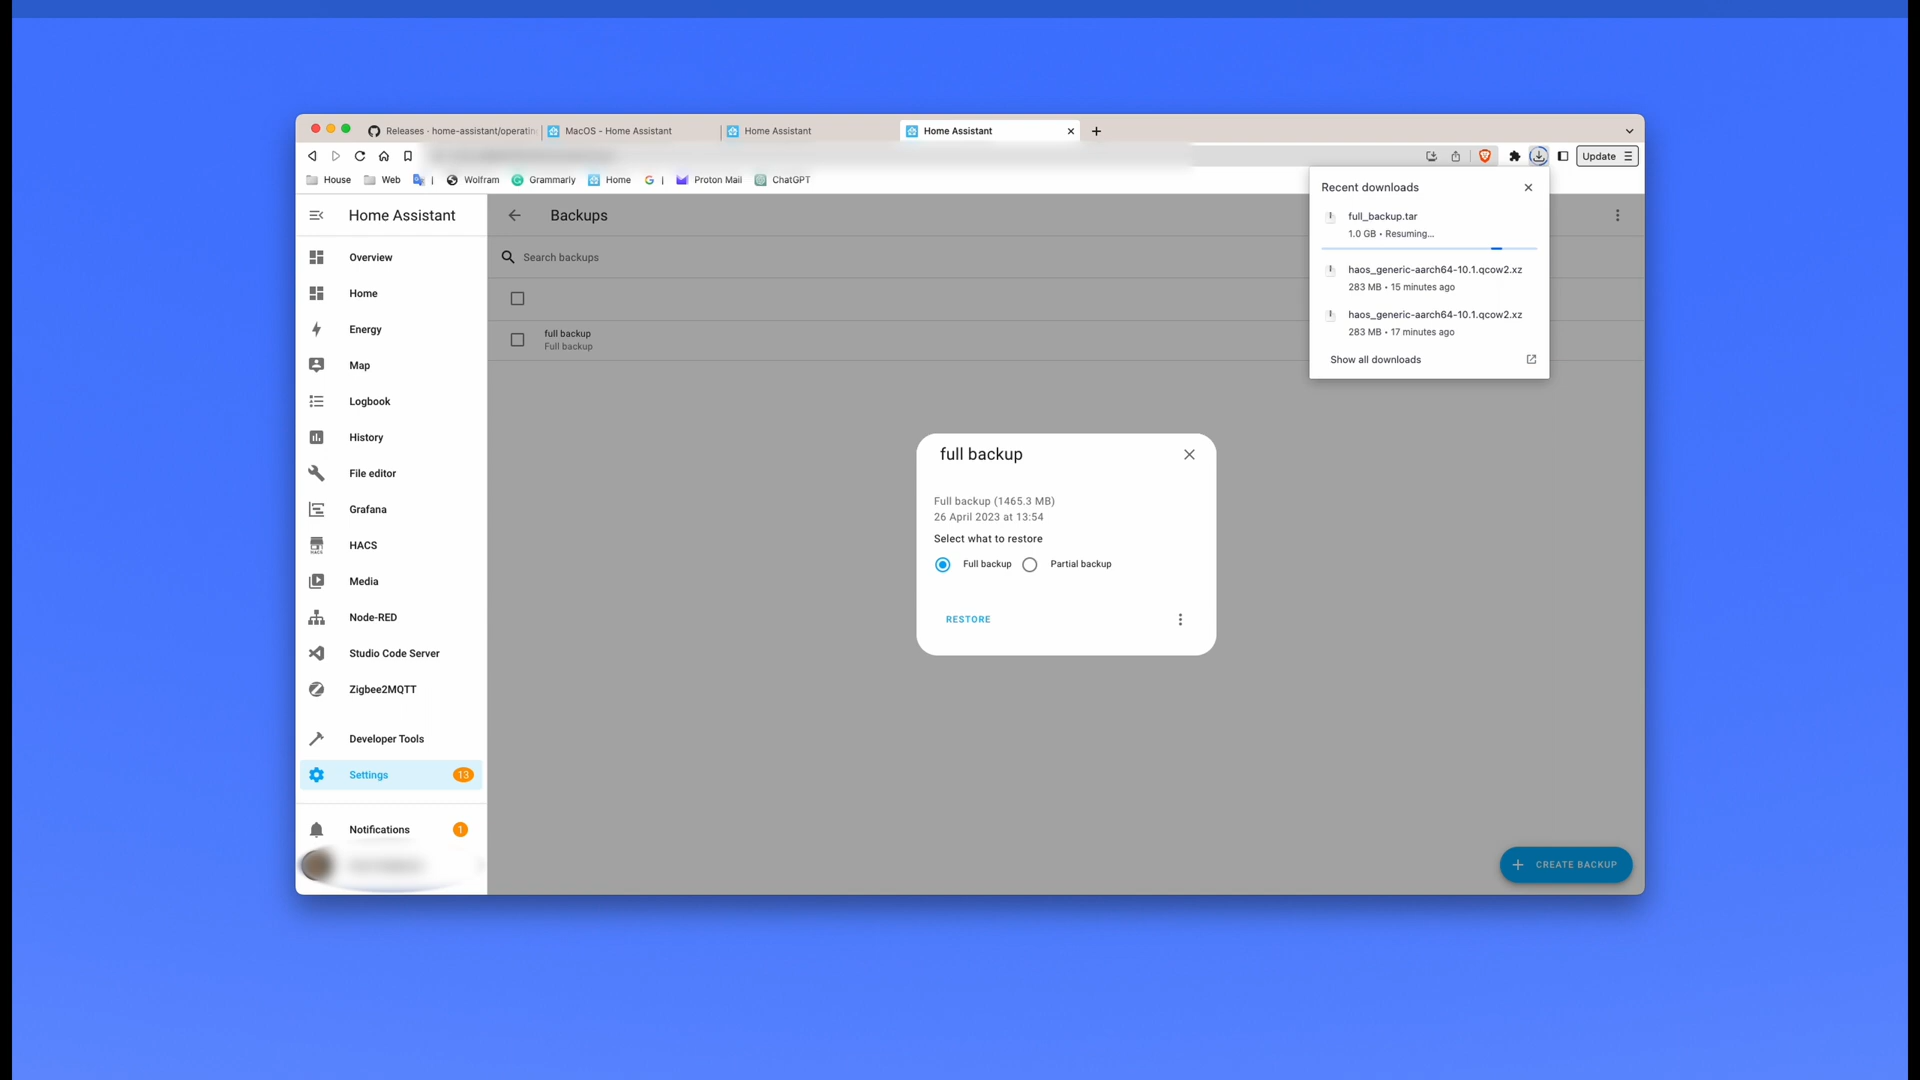 Releases · home-assistant/operatin
MacOS - Home Assistant
Home Assistant
Home Assistant
Update
House
Web
Wolfram
Grammarly
Home
Proton Mail
ChatGPT
Home Assistant
Overview
Home
Energy
Map
Logbook
History
File editor
Grafana
HACS
HACS
Media
Node-RED
Studio Code Server
Zigbee2MQTT
Developer Tools
Settings
13
Notifications
1
Backups
Search backups
full backup
Full backup
Recent downloads
full_backup.tar
1.0 GB • Resuming...
haos_generic-aarch64-10.1.qcow2.xz
283 MB • 15 minutes ago
haos_generic-aarch64-10.1.qcow2.xz
283 MB • 17 minutes ago
Show all downloads
full backup
Full backup (1465.3 MB)
26 April 2023 at 13:54
Select what to restore
Full backup
Partial backup
RESTORE
CREATE BACKUP